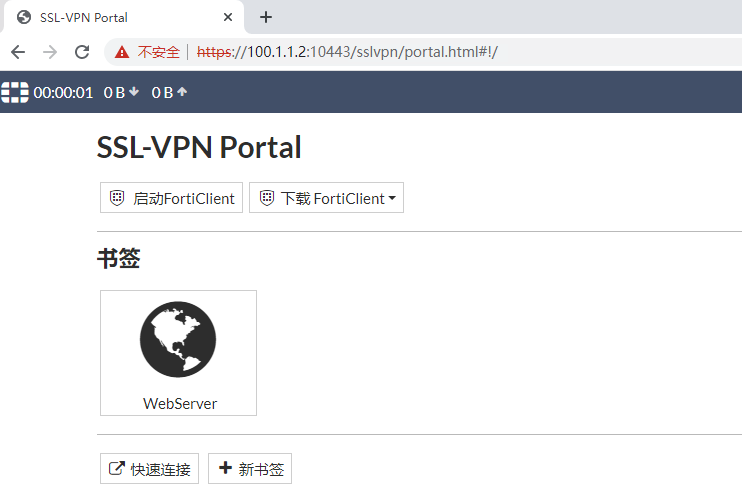 SSL-VPN Portal
不安全 https://100.1.1.2:10443/sslvpn/portal.html#!/
00:00:01 0 B 0 B
SSL-VPN Portal
启动FortiClient 下载 FortiClient
书签
WebServer
快速连接 新书签